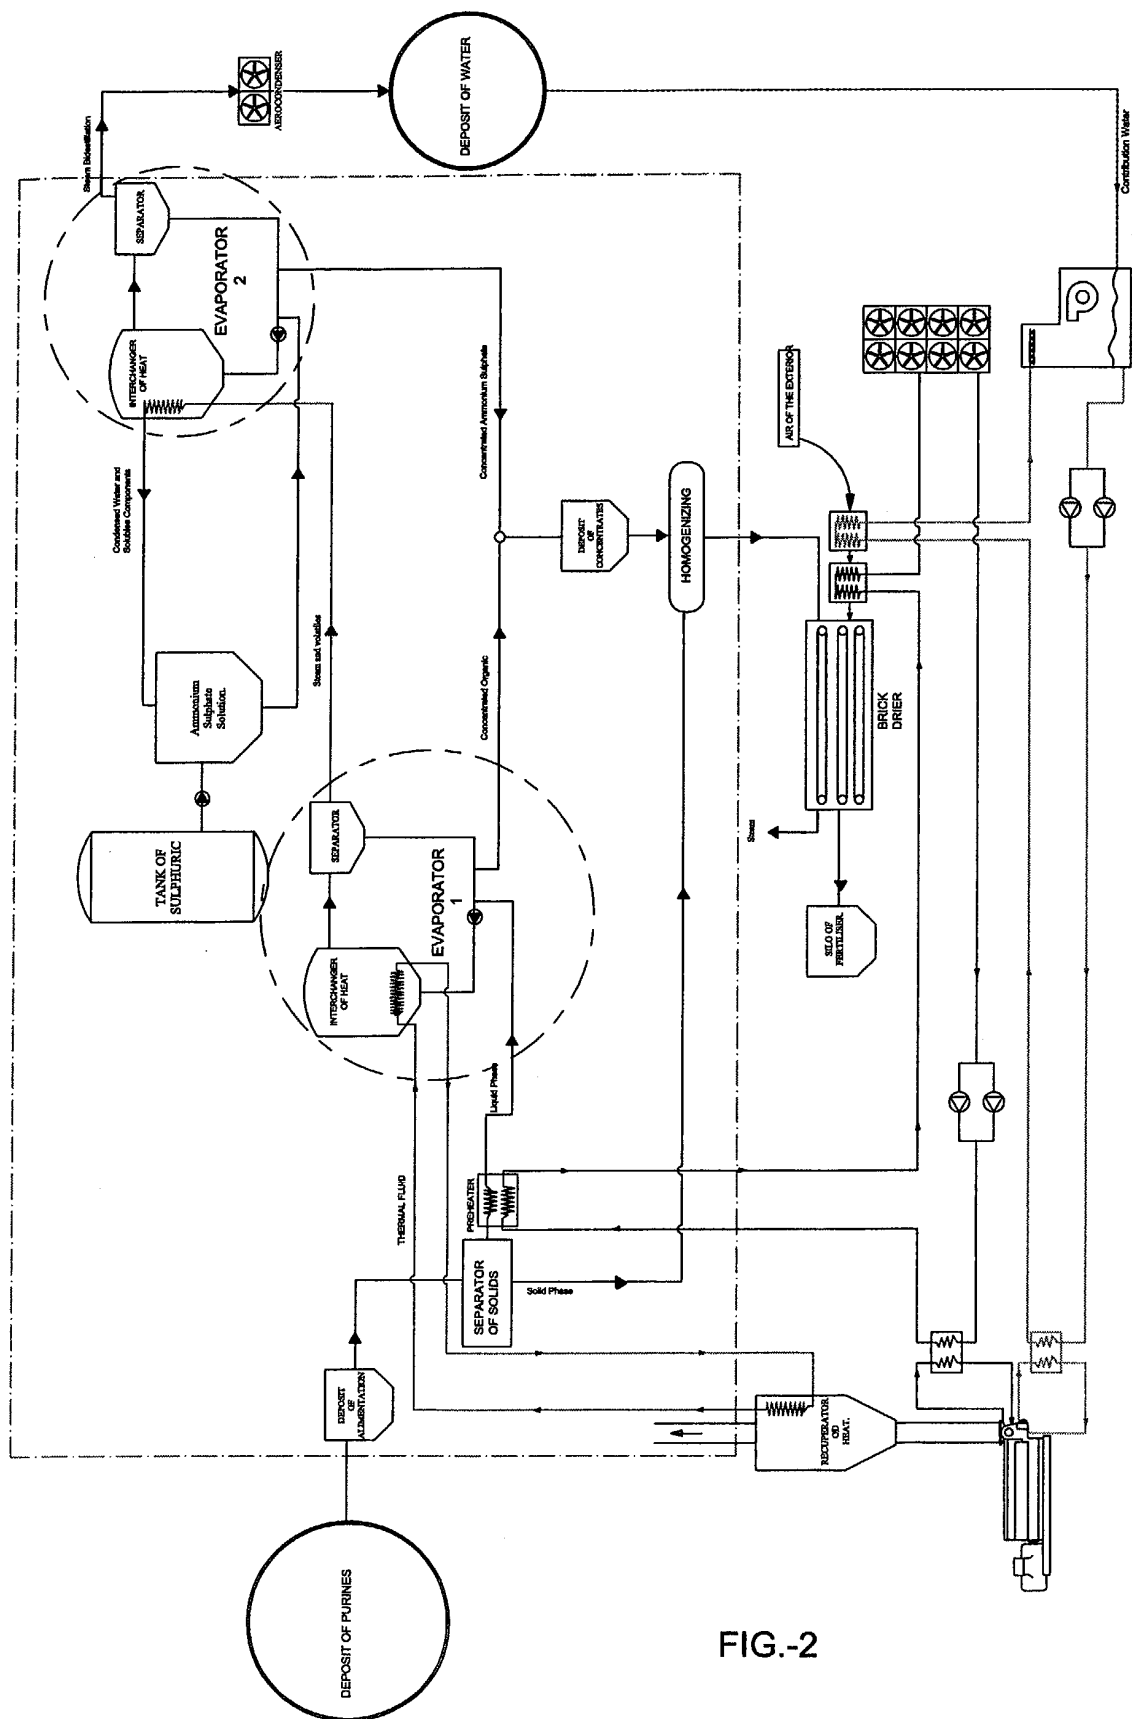 DEPOSIT OF PURINES
DEPOSIT
OF
ALIMENTATION
SEPARATOR
OF SOLIDS
Solid Phase
PREHEATER
Liquid Phase
THERMAL FLUID
INTERCHANGER
OF HEAT
EVAPORATOR
1
SEPARATOR
TANK OF
SULPHURIC
Ammonium
Sulphate
Solution.
Steam and volatiles
Condensed Water and
Solubles Components
INTERCHANGER
OF HEAT
EVAPORATOR
2
SEPARATOR
Steam Bidestillation
AEROCONDENSER
DEPOSIT OF WATER
Contribution Water
Concentrated Organic
Concentrated Ammonium Sulphate
DEPOSIT
OF
CONCENTRATES
HOMOGENIZING
AIR OF THE EXTERIOR
BRICK
DRIER
Steam
SILO OF
FERTILISER.
RECUPERATOR
OD
HEAT.
FIG.-2